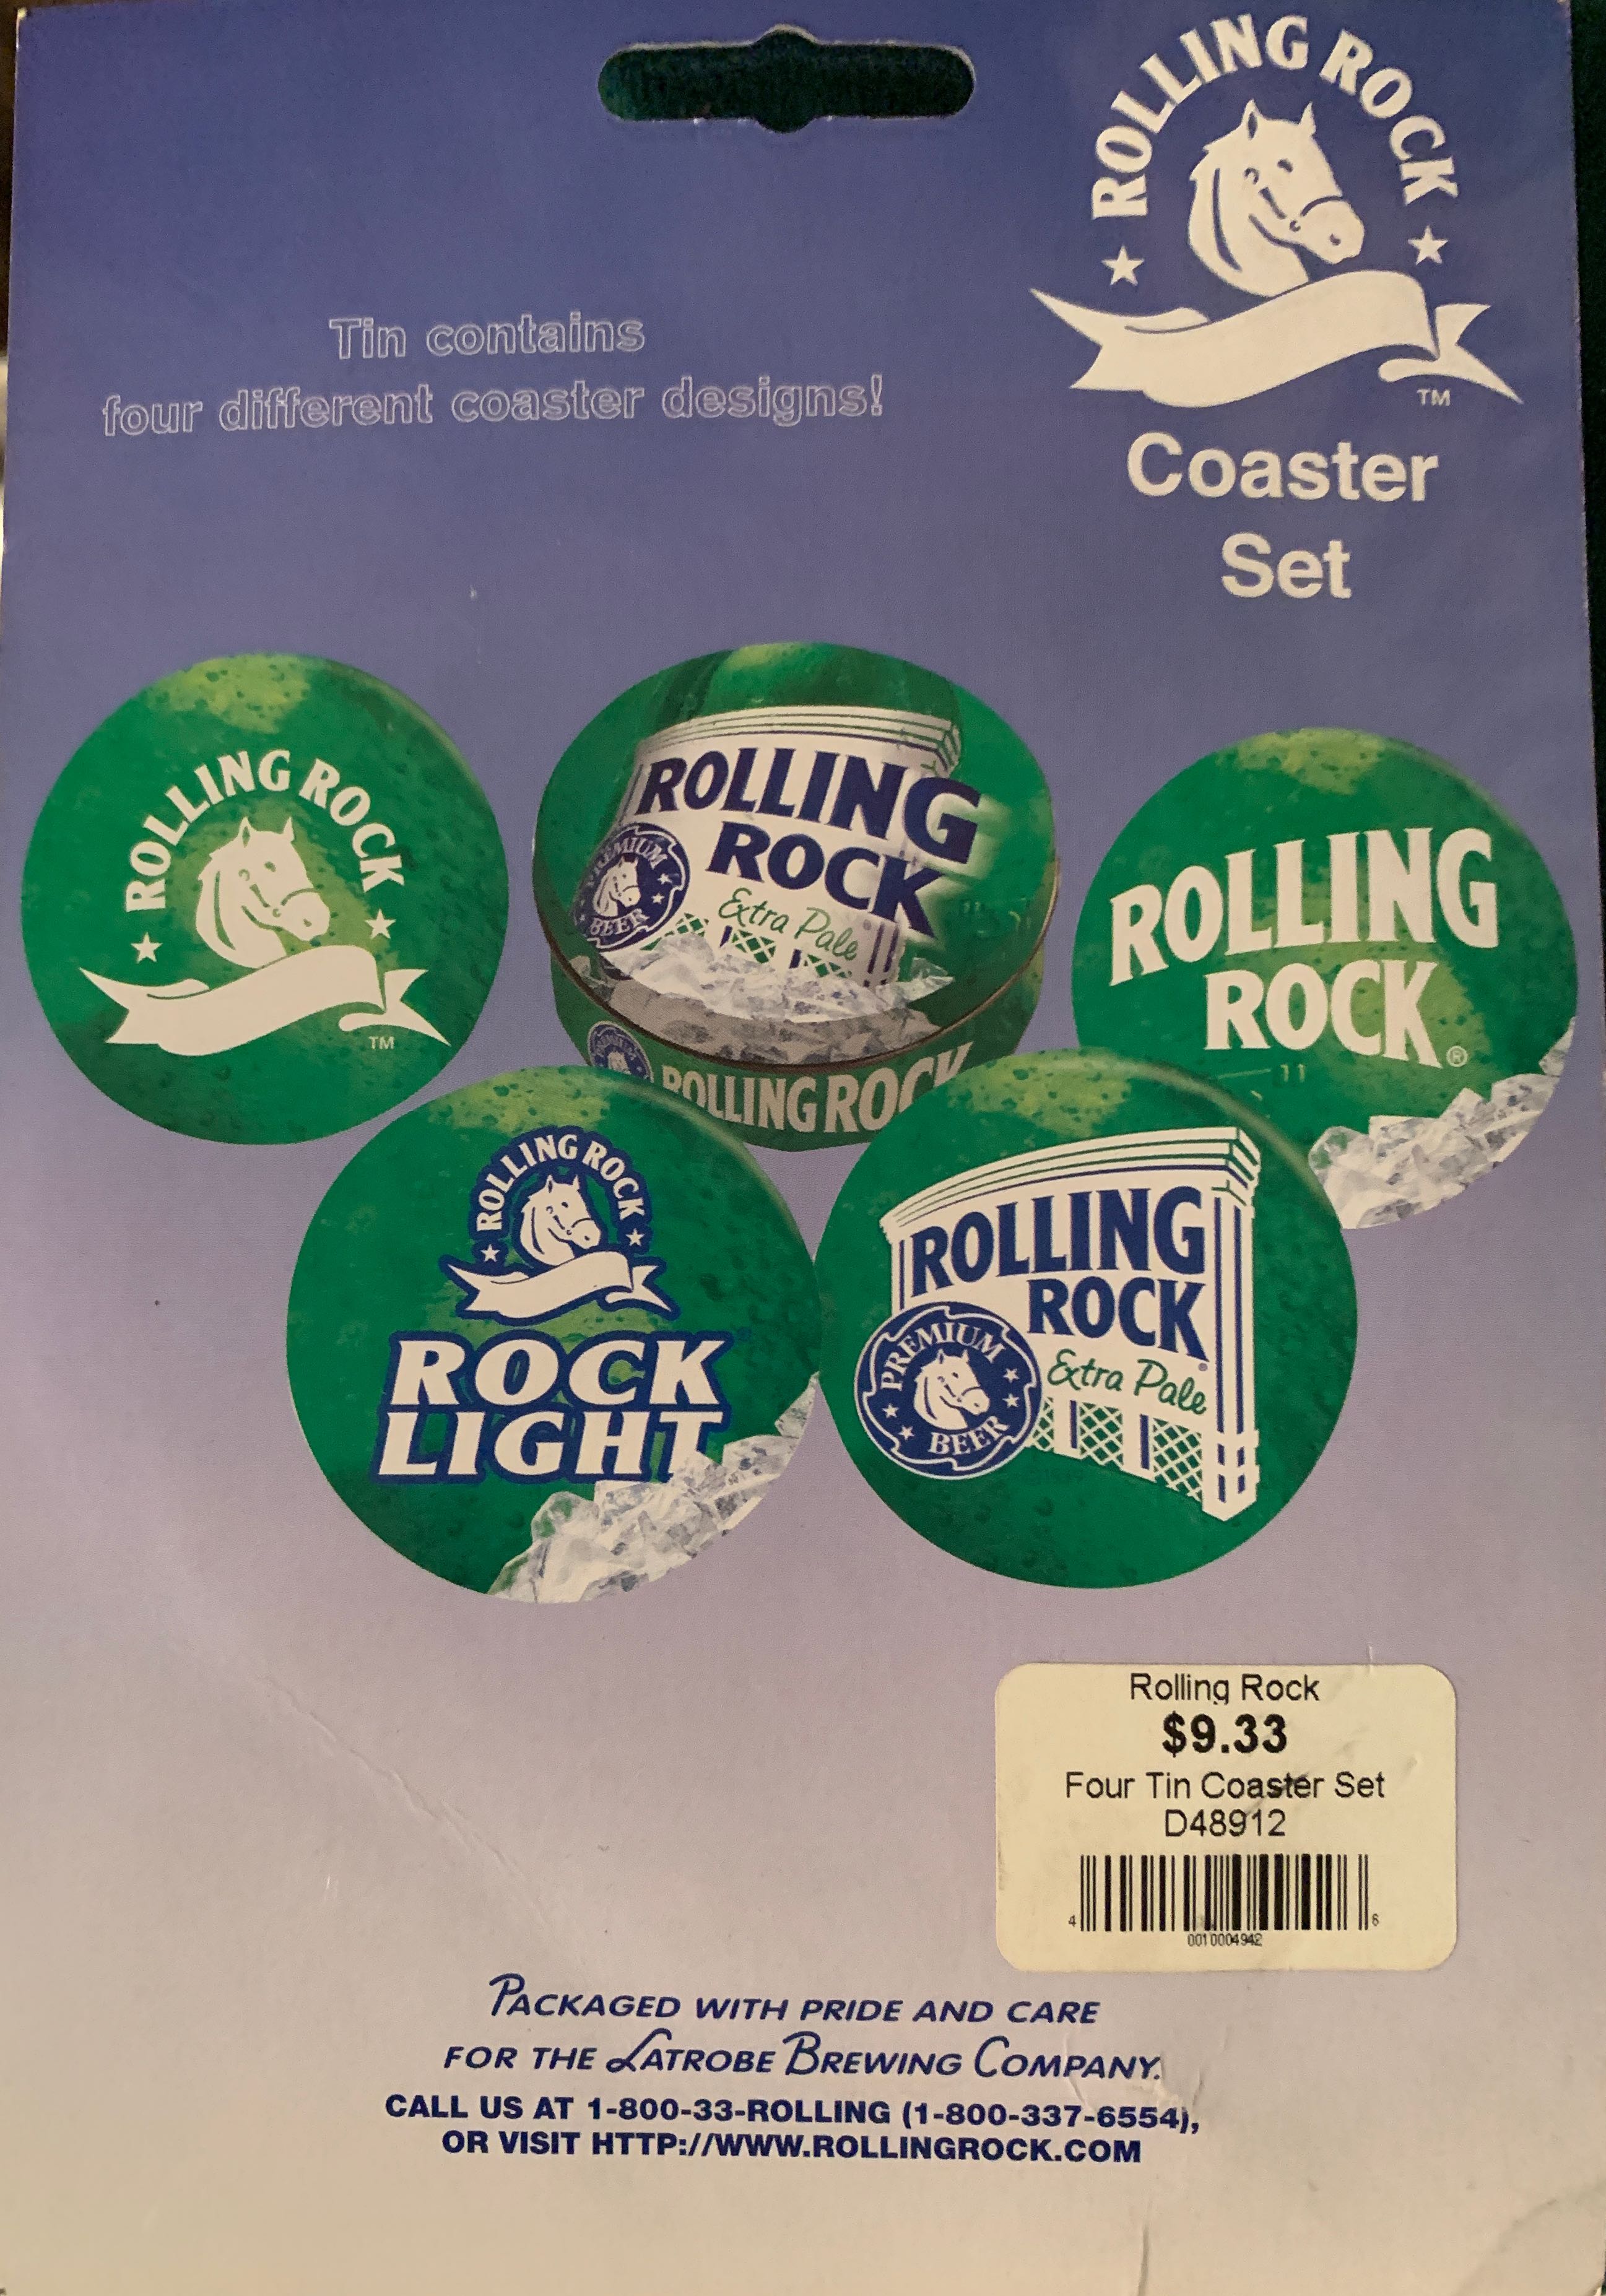 ROLLING ROCK
TM
Coaster
Set
Tin contains
four different coaster designs!
ROLLING ROCK
TM
ROLLING
ROCK
Extra Pale
PREMIUM
BEER
ROLLING ROCK
ROLLING
ROCK®
ROLLING ROCK
ROCK
LIGHT
ROLLING
ROCK
Extra Pale
PREMIUM
BEER
Rolling Rock
$9.33
Four Tin Coaster Set
D48912
4 6
0010004942
PACKAGED WITH PRIDE AND CARE
FOR THE LATROBE BREWING COMPANY.
CALL US AT 1-800-33-ROLLING (1-800-337-6554),
OR VISIT HTTP://WWW.ROLLINGROCK.COM